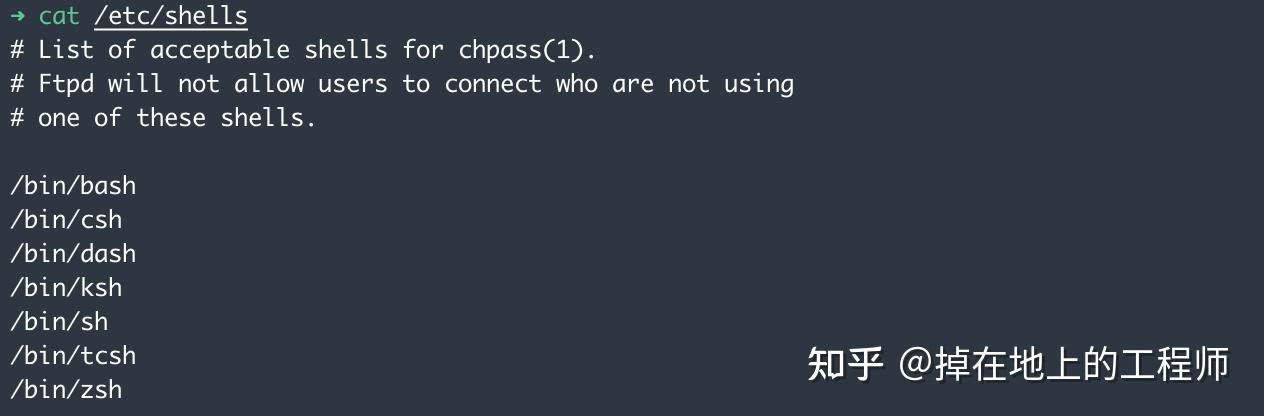 ➜ cat /etc/shells
# List of acceptable shells for chpass(1).
# Ftpd will not allow users to connect who are not using
# one of these shells.

/bin/bash
/bin/csh
/bin/dash
/bin/ksh
/bin/sh
/bin/tcsh
/bin/zsh
知乎 @掉在地上的工程师